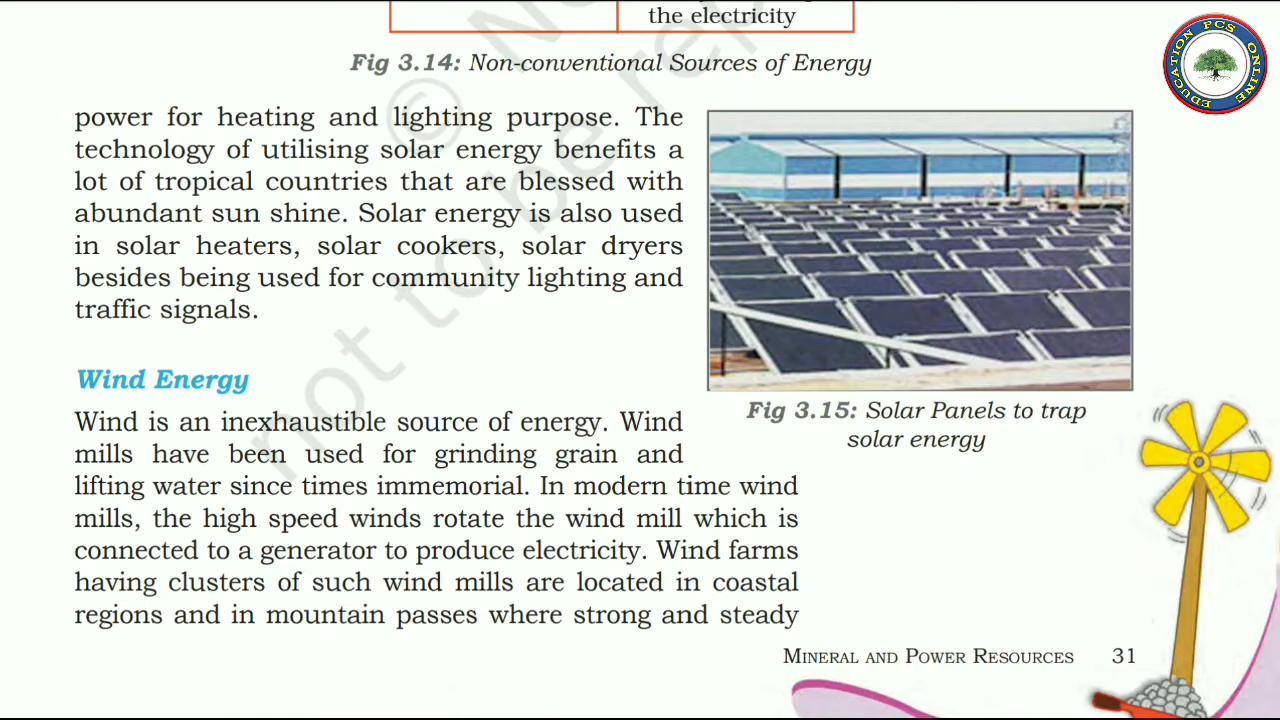 the electricity
Fig 3.14: Non-conventional Sources of Energy
power for heating and lighting purpose. The
technology of utilising solar energy benefits a
lot of tropical countries that are blessed with
abundant sun shine. Solar energy is also used
in solar heaters, solar cookers, solar dryers
besides being used for community lighting and
traffic signals.
Fig 3.15: Solar Panels to trap
solar energy
Wind Energy
Wind is an inexhaustible source of energy. Wind
mills have been used for grinding grain and
lifting water since times immemorial. In modern time wind
mills, the high speed winds rotate the wind mill which is
connected to a generator to produce electricity. Wind farms
having clusters of such wind mills are located in coastal
regions and in mountain passes where strong and steady
MINERAL AND POWER RESOURCES 31
PCS ONLINE EDUCATION
not to be rep